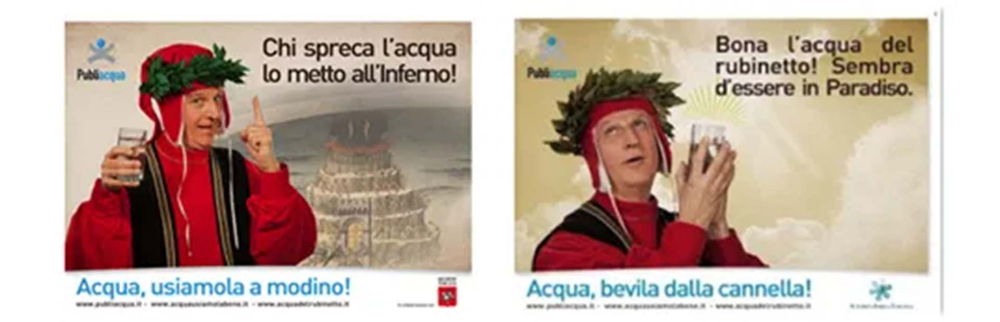 Publiacqua
Chi spreca l'acqua
lo metto all'Inferno!
Acqua, usiamola a modino!
www.publiacqua.it - www.acquausiamolabene.it - www.acquadelrubinetto.it
Publiacqua
Bona l'acqua del
rubinetto! Sembra
d'essere in Paradiso.
Acqua, bevila dalla cannella!
www.publiacqua.it - www.acquausiamolabene.it - www.acquadelrubinetto.it